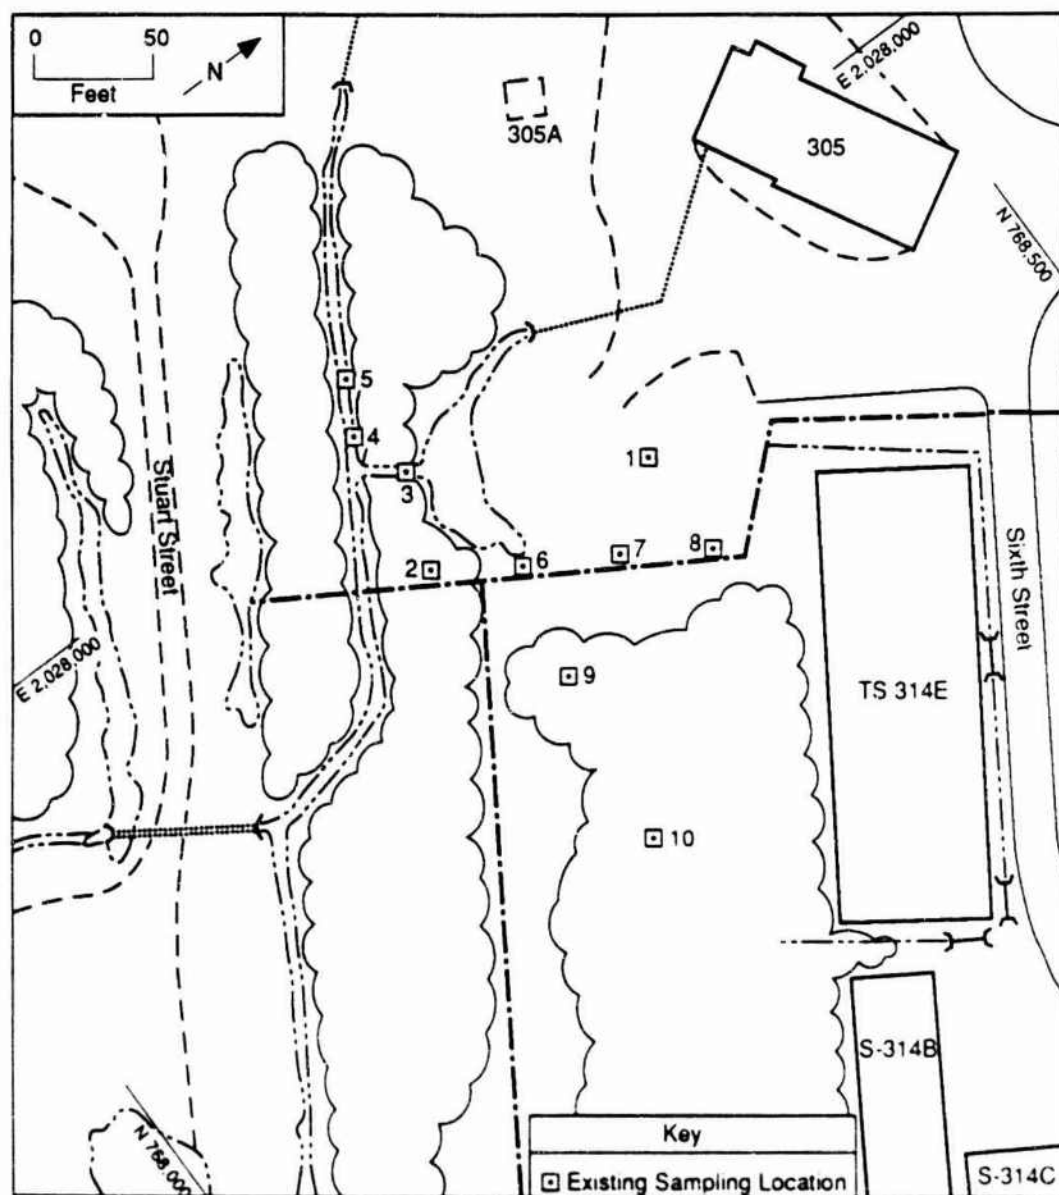 0 50
Feet
N
305A
305
E 2,028,000
N 768,500
5
4
3
1
2
6
7
8
Stuart Street
Sixth Street
E 2,028,000
9
TS 314E
10
S-314B
N 768,000
Key
Existing Sampling Location
S-314C